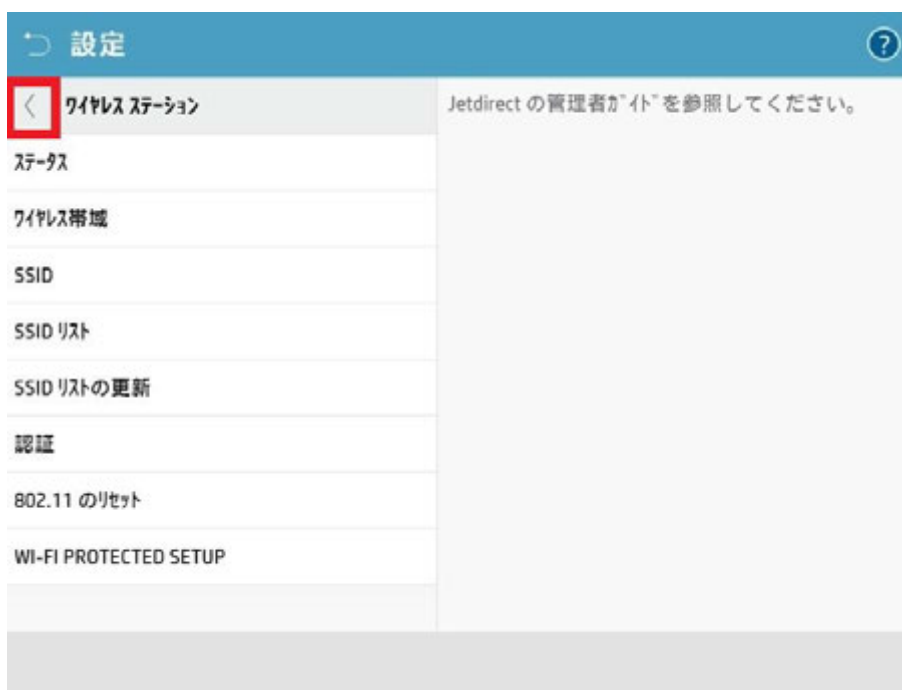 設定
?
ﾜｲﾔﾚｽ ｽﾃｰｼｮﾝ
Jetdirect の管理者ｶﾞｲﾄﾞを参照してください。
ｽﾃｰﾀｽ
ﾜｲﾔﾚｽ帯域
SSID
SSID ﾘｽﾄ
SSID ﾘｽﾄの更新
認証
802.11 のﾘｾｯﾄ
WI-FI PROTECTED SETUP